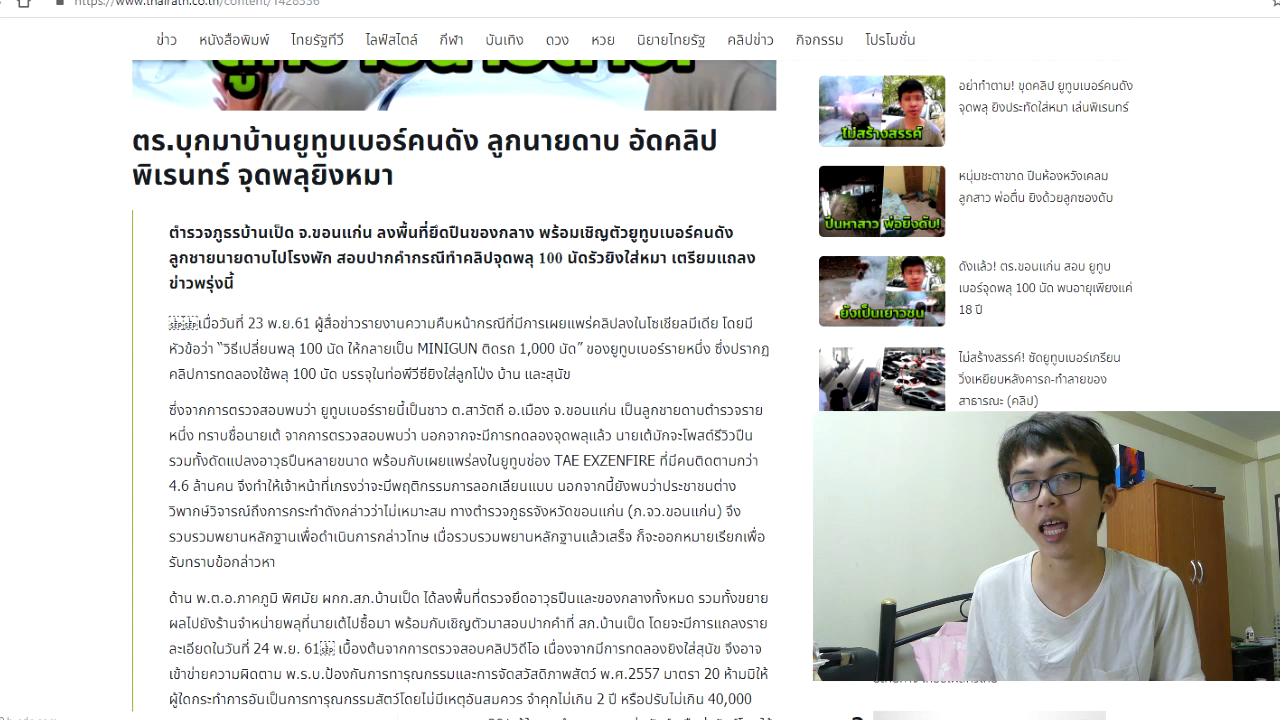 https://www.thairath.co.th/content/1428336
ข่าว หนังสือพิมพ์ ไทยรัฐทีวี ไลฟ์สไตล์ กีฬา บันเทิง ดวง หวย นิยายไทยรัฐ คลิปข่าว กิจกรรม โปรโมชั่น
ตร.บุกมาบ้านยูทูบเบอร์คนดัง ลูกนายดาบ อัดคลิป
พิเรนทร์ จุดพลุยิงหมา
ตำรวจภูธรบ้านเป็ด จ.ขอนแก่น ลงพื้นที่ยึดปืนของกลาง พร้อมเชิญตัวยูทูบเบอร์คนดัง
ลูกชายนายดาบไปโรงพัก สอบปากคำกรณีทำคลิปจุดพลุ 100 นัดรัวยิงใส่หมา เตรียมแถลง
ข่าวพรุ่งนี้
เมื่อวันที่ 23 พ.ย.61 ผู้สื่อข่าวรายงานความคืบหน้ากรณีที่มีการเผยแพร่คลิปลงในโซเชียลมีเดีย โดยมี
หัวข้อว่า “วิธีเปลี่ยนพลุ 100 นัด ให้กลายเป็น MINIGUN ติดรถ 1,000 นัด” ของยูทูบเบอร์รายหนึ่ง ซึ่งปรากฏ
คลิปการทดลองใช้พลุ 100 นัด บรรจุในท่อพีวีซียิงใส่ลูกโป่ง บ้าน และสุนัข
ซึ่งจากการตรวจสอบพบว่า ยูทูบเบอร์รายนี้เป็นชาว ต.สาวัตถี อ.เมือง จ.ขอนแก่น เป็นลูกชายดาบตำรวจราย
หนึ่ง ทราบชื่อนายเต้ จากการตรวจสอบพบว่า นอกจากจะมีการทดลองจุดพลุแล้ว นายเต้มักจะโพสต์รีวิวปืน
รวมทั้งดัดแปลงอาวุธปืนหลายขนาด พร้อมกับเผยแพร่ลงในยูทูบช่อง TAE EXZENFIRE ที่มีคนติดตามกว่า
4.6 ล้านคน จึงทำให้เจ้าหน้าที่เกรงว่าจะมีพฤติกรรมการลอกเลียนแบบ นอกจากนี้ยังพบว่าประชาชนต่าง
วิพากษ์วิจารณ์ถึงการกระทำดังกล่าวว่าไม่เหมาะสม ทางตำรวจภูธรจังหวัดขอนแก่น (ภ.จว.ขอนแก่น) จึง
รวบรวมพยานหลักฐานเพื่อดำเนินการกล่าวโทษ เมื่อรวบรวมพยานหลักฐานแล้วเสร็จ ก็จะออกหมายเรียกเพื่อ
รับทราบข้อกล่าวหา
ด้าน พ.ต.อ.ภาคภูมิ พิศมัย ผกก.สภ.บ้านเป็ด ได้ลงพื้นที่ตรวจยึดอาวุธปืนและของกลางทั้งหมด รวมทั้งขยาย
ผลไปยังร้านจำหน่ายพลุที่นายเต้ไปซื้อมา พร้อมกับเชิญตัวมาสอบปากคำที่ สภ.บ้านเป็ด โดยจะมีการแถลงราย
ละเอียดในวันที่ 24 พ.ย. 61 เบื้องต้นจากการตรวจสอบคลิปวิดีโอ เนื่องจากมีการทดลองยิงใส่สุนัข จึงอาจ
เข้าข่ายความผิดตาม พ.ร.บ.ป้องกันการทารุณกรรมและการจัดสวัสดิภาพสัตว์ พ.ศ.2557 มาตรา 20 ห้ามมิให้
ผู้ใดกระทำการอันเป็นการทารุณกรรมสัตว์โดยไม่มีเหตุอันสมควร จำคุกไม่เกิน 2 ปี หรือปรับไม่เกิน 40,000
ไม่สร้างสรรค์
อย่าทำตาม! ขุดคลิป ยูทูบเบอร์คนดัง
จุดพลุ ยิงประทัดใส่หมา เล่นพิเรนทร์
ปีนหาสาว พ่อยิงดับ!
หนุ่มชะตาขาด ปีนห้องหวังเคลม
ลูกสาว พ่อตื่น ยิงด้วยลูกซองดับ
ยังเป็นเยาวชน
ดังแล้ว! ตร.ขอนแก่น สอบ ยูทูบ
เบอร์จุดพลุ 100 นัด พบอายุเพียงแค่
18 ปี
ไม่สร้างสรรค์! ซัดยูทูบเบอร์เกรียน
วิ่งเหยียบหลังคารถ-ทำลายของ
สาธารณะ (คลิป)